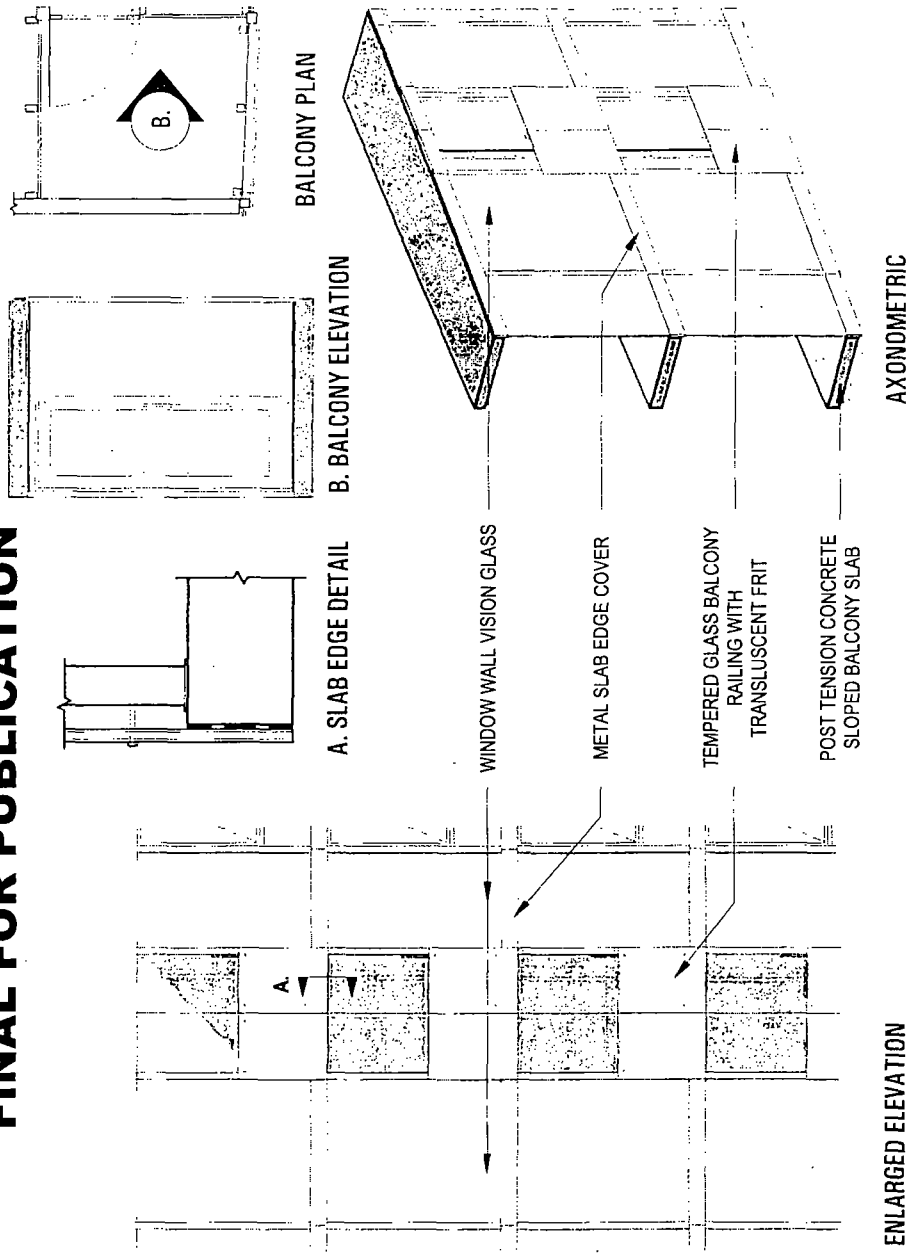 FINAL FOR PUBLICATION
A. SLAB EDGE DETAIL
B. BALCONY ELEVATION
B.
BALCONY PLAN
A.
WINDOW WALL VISION GLASS
METAL SLAB EDGE COVER
TEMPERED GLASS BALCONY
RAILING WITH
TRANSLUSCENT FRIT
POST TENSION CONCRETE
SLOPED BALCONY SLAB
ENLARGED ELEVATION
AXONOMETRIC